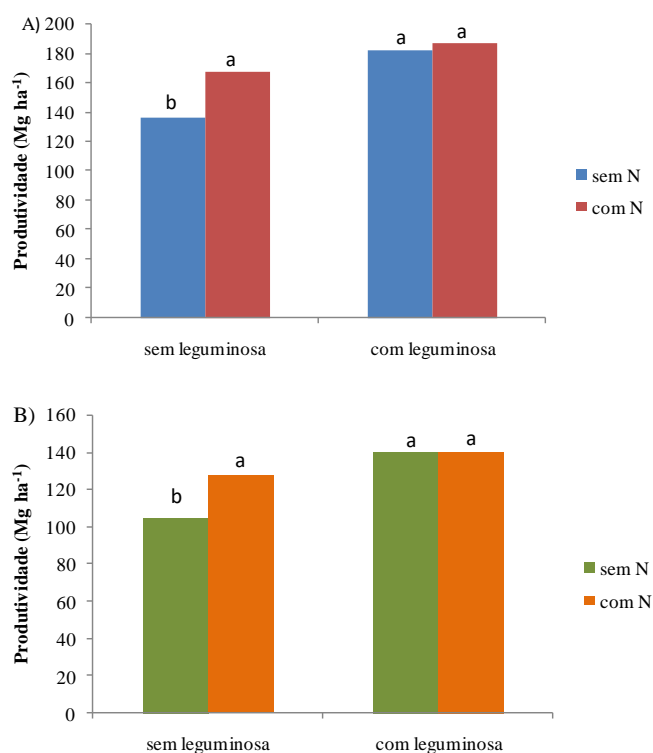 A) 200
180
160
140
120
100
80
60
40
20
0
Produtividade (Mg ha⁻¹)
b
a
a
a
sem N
com N
sem leguminosa
com leguminosa
B) 160
140
120
100
80
60
40
20
0
Produtividade (Mg ha⁻¹)
b
a
a
a
sem N
com N
sem leguminosa
com leguminosa